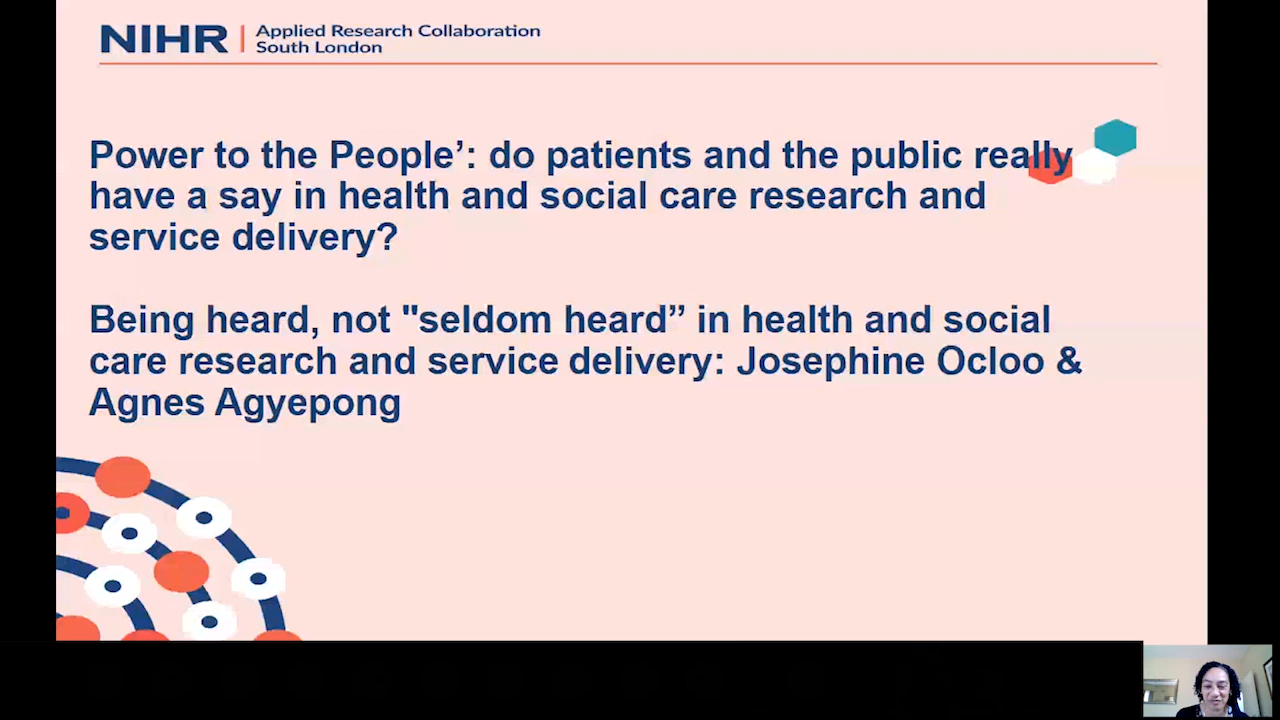 NIHR | Applied Research Collaboration
South London
Power to the People’: do patients and the public really
have a say in health and social care research and
service delivery?
Being heard, not "seldom heard” in health and social
care research and service delivery: Josephine Ocloo &
Agnes Agyepong